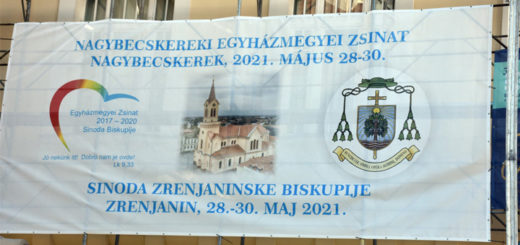 NAGYBECSKEREKI EGYHÁZMEGYEI ZSINAT
NAGYBECSKEREK, 2021. MÁJUS 28-30.
Egyházmegyei Zsinat
2017 – 2020
Sinoda Biskupije
Jó nekünk itt! Dobro nam je ovde!
Lk 9,33
SINODA ZRENJANINSKE BISKUPIJE
ZRENJANIN, 28.-30. MAJ 2021.